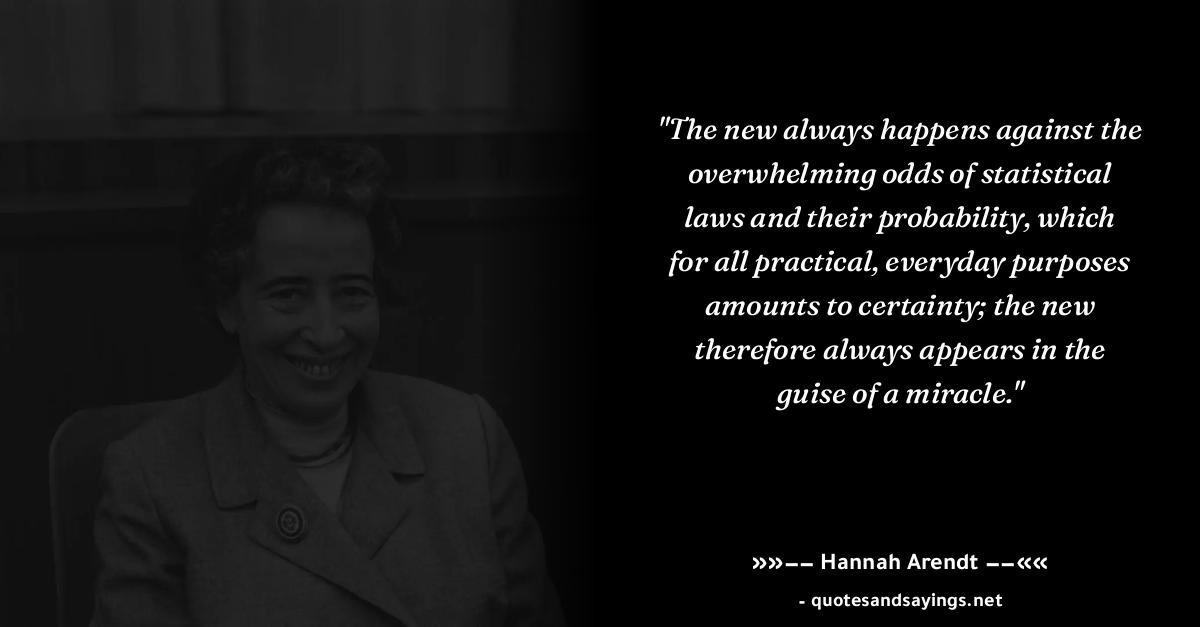 "The new always happens against the
overwhelming odds of statistical
laws and their probability, which
for all practical, everyday purposes
amounts to certainty; the new
therefore always appears in the
guise of a miracle."
»»−− Hannah Arendt −−««
- quotesandsayings.net